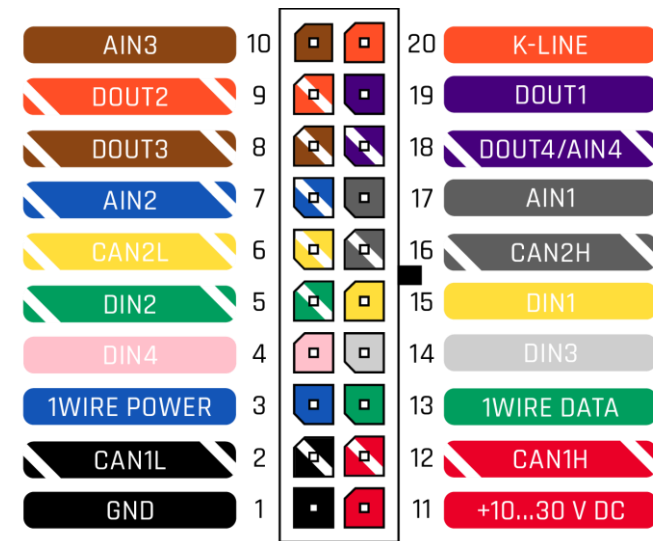 AIN3 10 20 K-LINE
DOUT2 9 19 DOUT1
DOUT3 8 18 DOUT4/AIN4
AIN2 7 17 AIN1
CAN2L 6 16 CAN2H
DIN2 5 15 DIN1
DIN4 4 14 DIN3
1WIRE POWER 3 13 1WIRE DATA
CAN1L 2 12 CAN1H
GND 1 11 +10...30 V DC